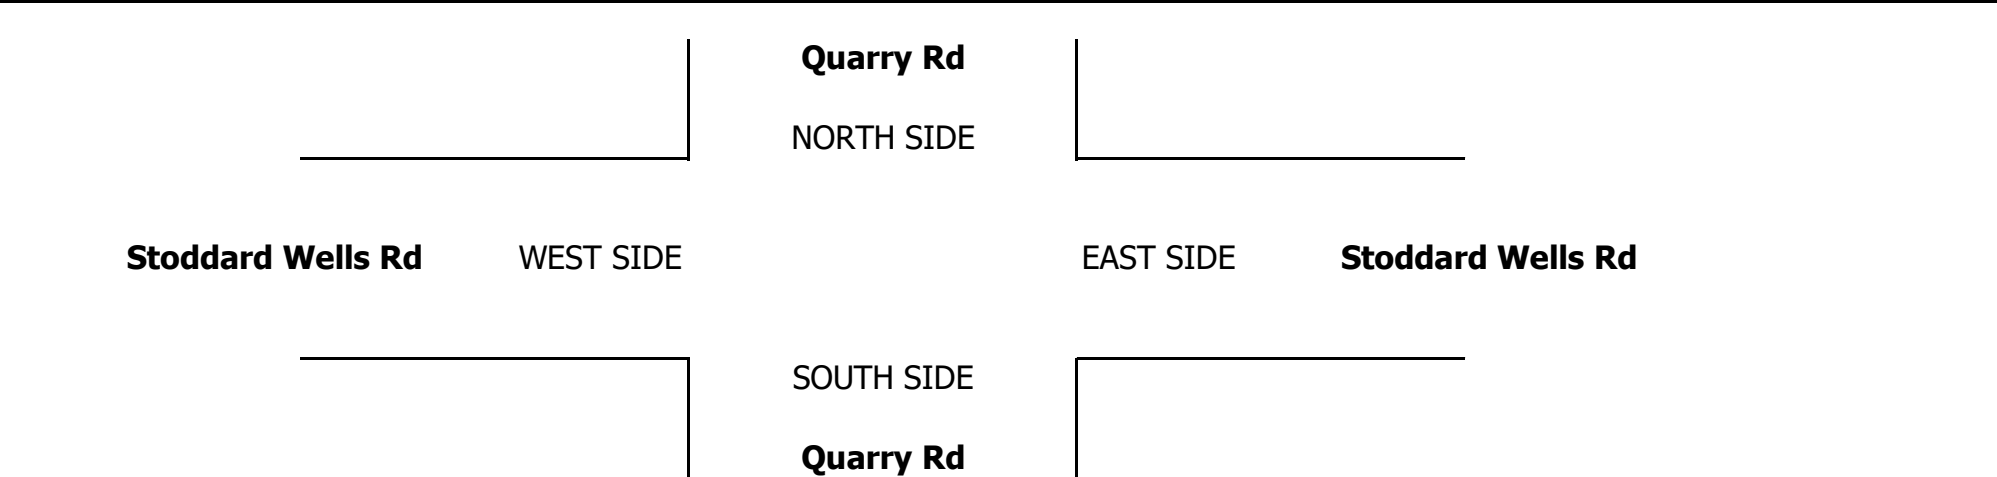 Quarry Rd
NORTH SIDE
Stoddard Wells Rd WEST SIDE EAST SIDE Stoddard Wells Rd
SOUTH SIDE
Quarry Rd